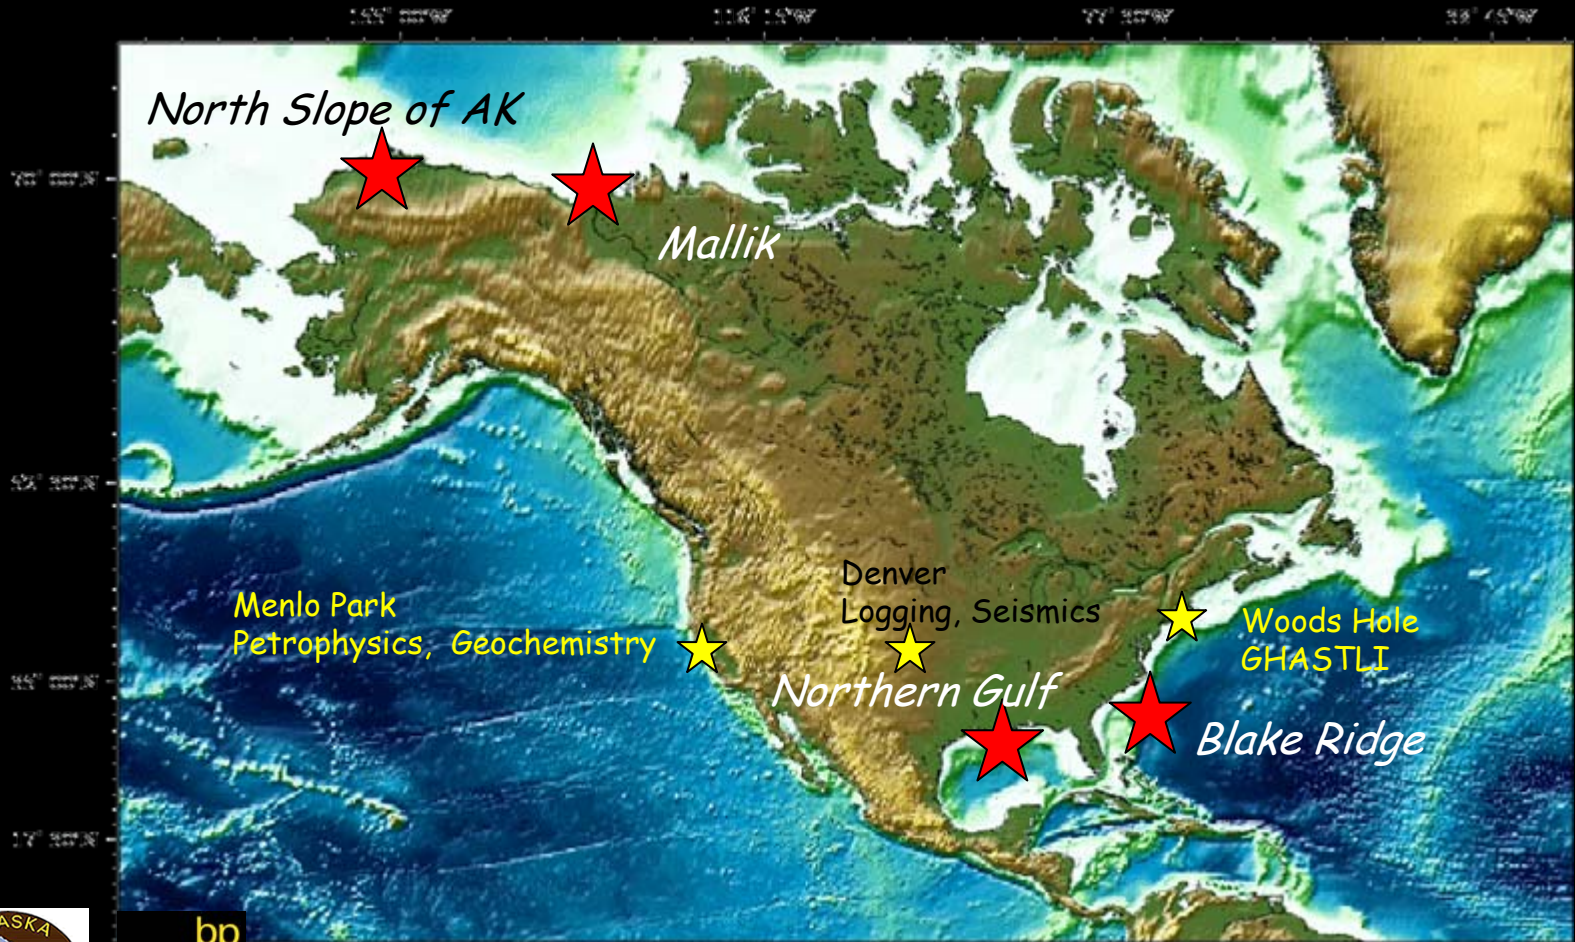 North Slope of AK
Mallik
Denver
Logging, Seismics
Menlo Park
Petrophysics, Geochemistry
Woods Hole
GHASTLI
Northern Gulf
Blake Ridge
ASKA
bp